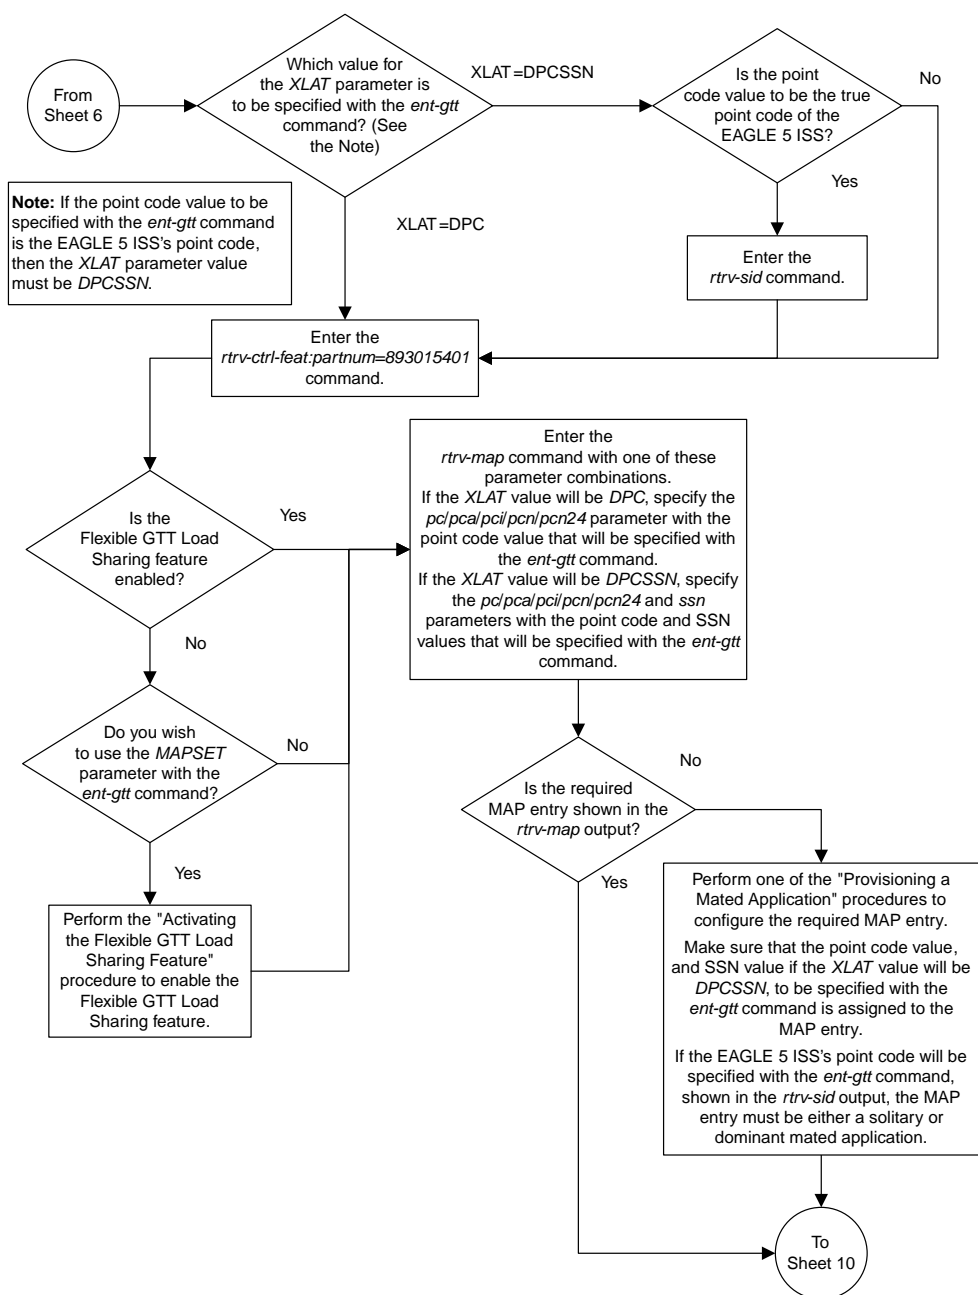 From
Sheet 6
Which value for
the XLAT parameter is
to be specified with the ent-gtt
command? (See
the Note)
XLAT=DPCSSN
Is the point
code value to be the true
point code of the
EAGLE 5 ISS?
No
Yes
Note: If the point code value to be
specified with the ent-gtt command
is the EAGLE 5 ISS's point code,
then the XLAT parameter value
must be DPCSSN.
XLAT=DPC
Enter the
rtrv-sid command.
Enter the
rtrv-ctrl-feat:partnum=893015401
command.
Is the
Flexible GTT Load
Sharing feature
enabled?
Yes
No
Enter the
rtrv-map command with one of these
parameter combinations.
If the XLAT value will be DPC, specify the
pc/pca/pci/pcn/pcn24 parameter with the
point code value that will be specified with
the ent-gtt command.
If the XLAT value will be DPCSSN, specify
the pc/pca/pci/pcn/pcn24 and ssn
parameters with the point code and SSN
values that will be specified with the ent-gtt
command.
Do you wish
to use the MAPSET
parameter with the
ent-gtt command?
No
Yes
Perform the "Activating
the Flexible GTT Load
Sharing Feature"
procedure to enable the
Flexible GTT Load
Sharing feature.
Is the required
MAP entry shown in the
rtrv-map output?
No
Yes
Perform one of the "Provisioning a
Mated Application" procedures to
configure the required MAP entry.
Make sure that the point code value,
and SSN value if the XLAT value will be
DPCSSN, to be specified with the
ent-gtt command is assigned to the
MAP entry.
If the EAGLE 5 ISS's point code will be
specified with the ent-gtt command,
shown in the rtrv-sid output, the MAP
entry must be either a solitary or
dominant mated application.
To
Sheet 10